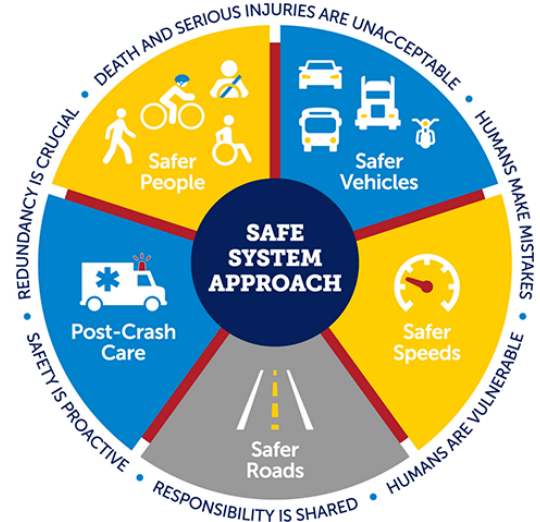 DEATH AND SERIOUS INJURIES ARE UNACCEPTABLE
HUMANS MAKE MISTAKES
HUMANS ARE VULNERABLE
RESPONSIBILITY IS SHARED
SAFETY IS PROACTIVE
REDUNDANCY IS CRUCIAL
Safer
People
Safer
Vehicles
SAFE
SYSTEM
APPROACH
Post-Crash
Care
Safer
Speeds
Safer
Roads